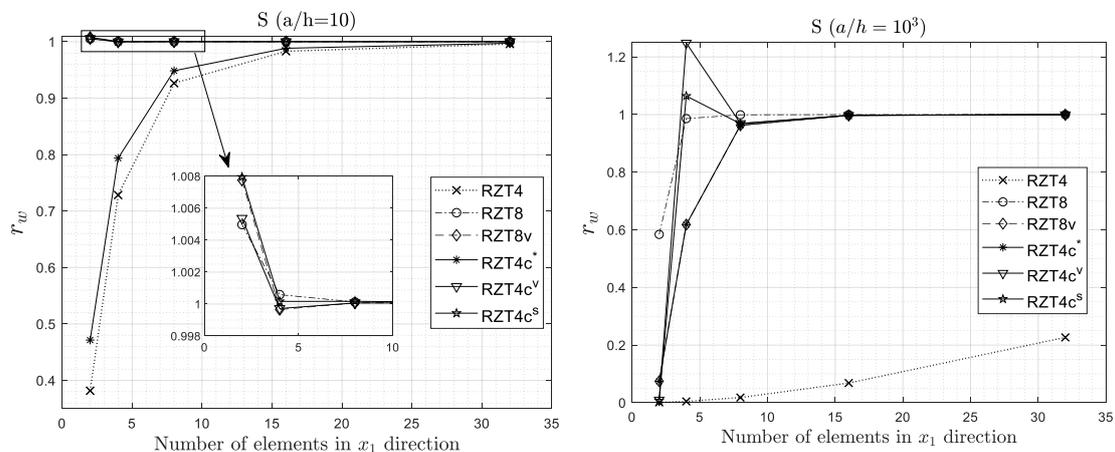 S (a/h=10)
1
0.9
0.8
0.7
0.6
0.5
0.4
0
5
10
15
20
25
30
35
r_w
Number of elements in x₁ direction
1.008
1.006
1.004
1.002
1
0.998
0
5
10
RZT4
RZT8
RZT8v
RZT4c*
RZT4cᵛ
RZT4cˢ
S (a/h = 10³)
1.2
1
0.8
0.6
0.4
0.2
0
0
5
10
15
20
25
30
35
r_w
Number of elements in x₁ direction
RZT4
RZT8
RZT8v
RZT4c*
RZT4cᵛ
RZT4cˢ